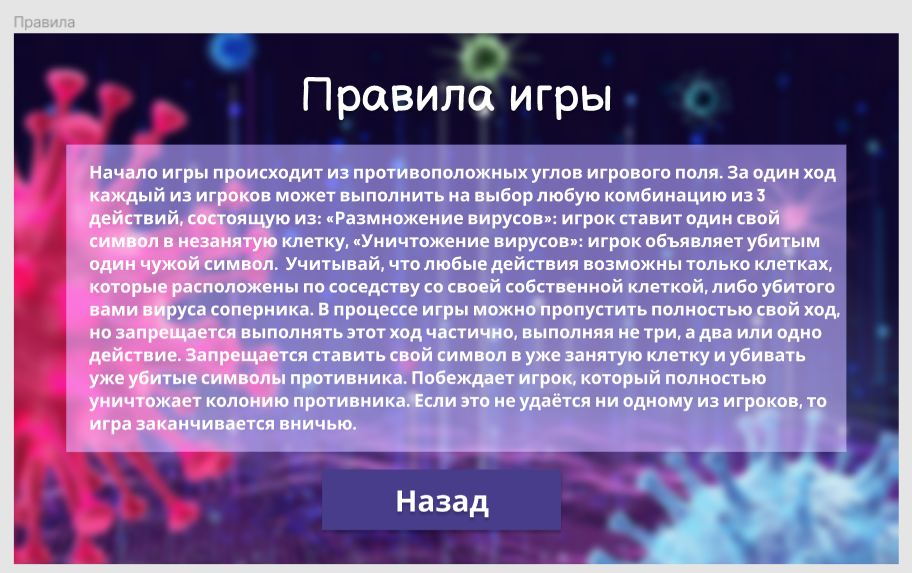 Правила
Правила игры
Начало игры происходит из противоположных углов игрового поля. За один ход
каждый из игроков может выполнить на выбор любую комбинацию из 3
действий, состоящую из: «Размножение вирусов»: игрок ставит один свой
символ в незанятую клетку, «Уничтожение вирусов»: игрок объявляет убитым
один чужой символ.  Учитывай, что любые действия возможны только клетках,
которые расположены по соседству со своей собственной клеткой, либо убитого
вами вируса соперника. В процессе игры можно пропустить полностью свой ход,
но запрещается выполнять этот ход частично, выполняя не три, а два или одно
действие. Запрещается ставить свой символ в уже занятую клетку и убивать
уже убитые символы противника. Побеждает игрок, который полностью
уничтожает колонию противника. Если это не удаётся ни одному из игроков, то
игра заканчивается вничью.
Назад